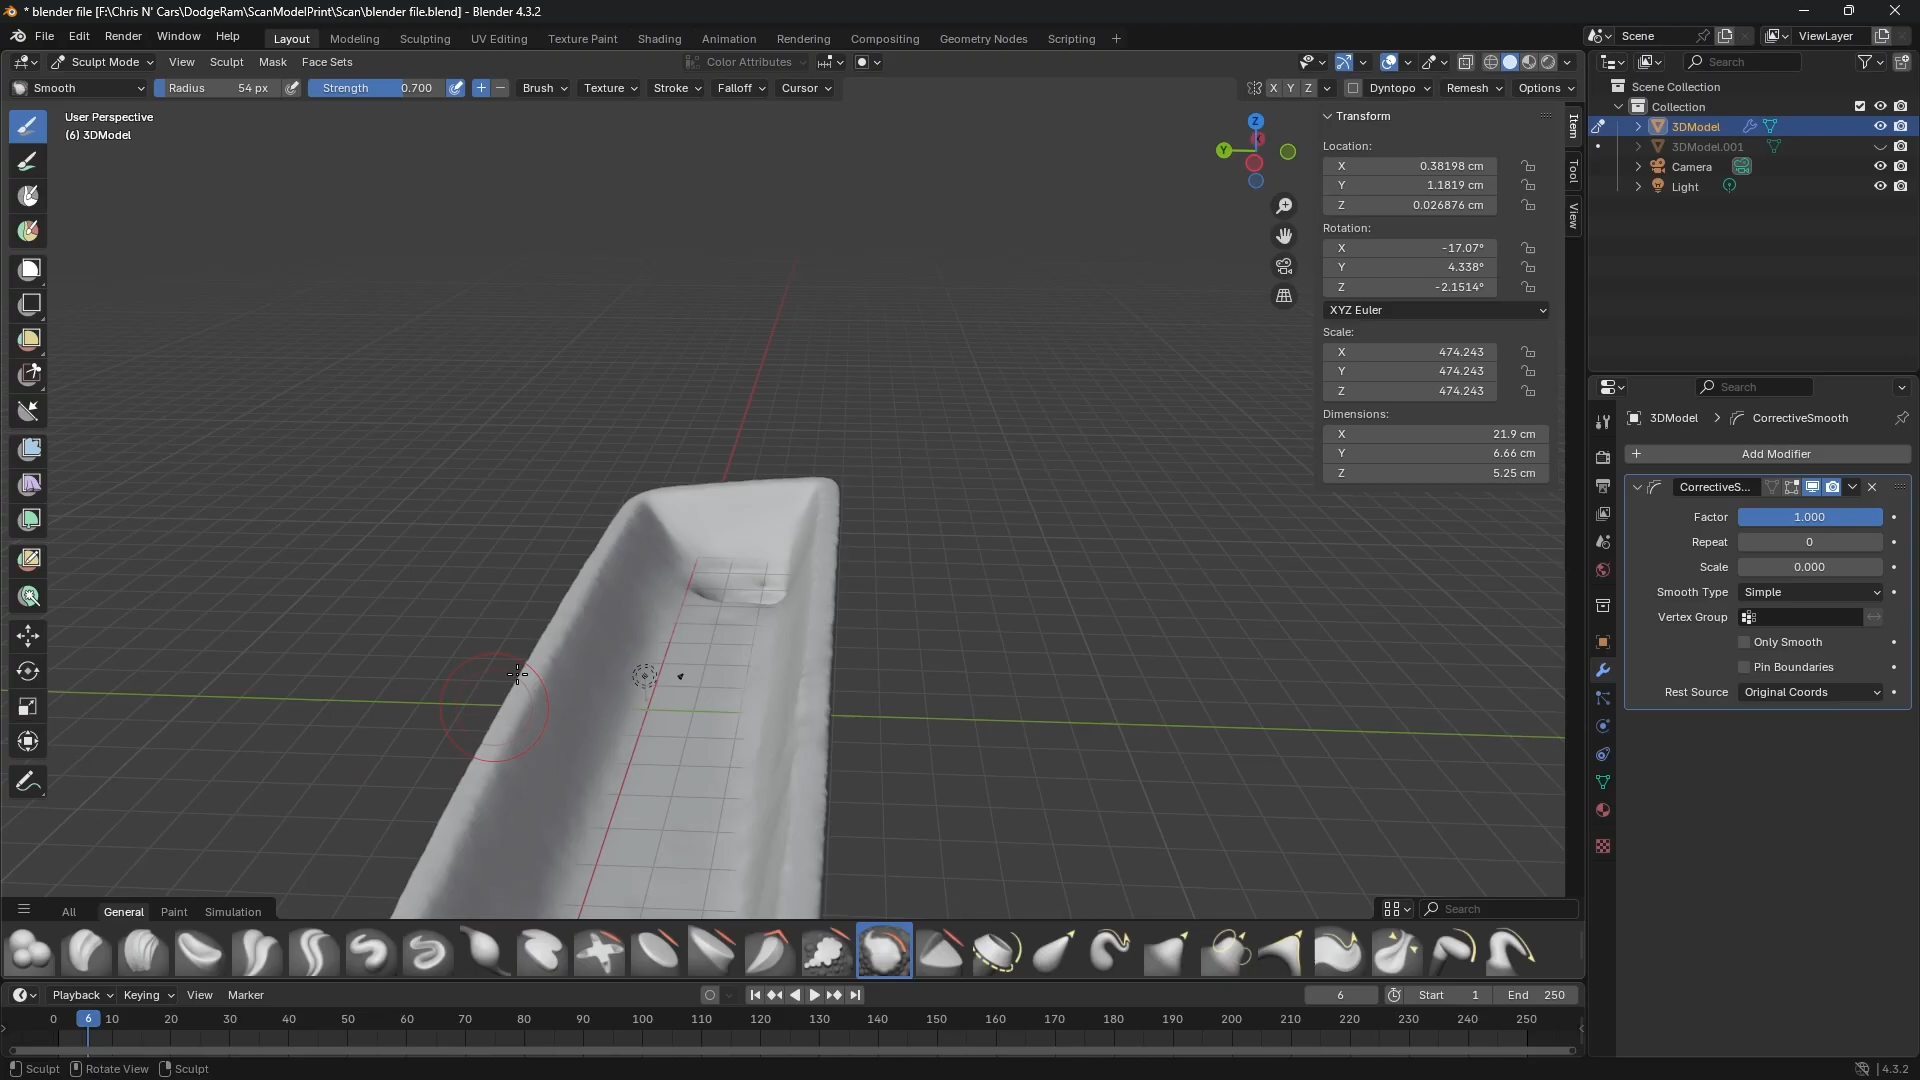 * blender file [F:\Chris N' Cars\DodgeRam\ScanModelPrint\Scan\blender file.blend] - Blender 4.3.2
File Edit Render Window Help
Layout Modeling Sculpting UV Editing Texture Paint Shading Animation Rendering Compositing Geometry Nodes Scripting +
Scene
ViewLayer
Sculpt Mode View Sculpt Mask Face Sets
Color Attributes
Search
Smooth
Radius 54 px
Strength 0.700
Brush Texture Stroke Falloff Cursor
X Y Z
Dyntopo Remesh Options
User Perspective
(6) 3DModel
Z
Y
Transform
Location:
X 0.38198 cm
Y 1.1819 cm
Z 0.026876 cm
Rotation:
X -17.07°
Y 4.338°
Z -2.1514°
XYZ Euler
Scale:
X 474.243
Y 474.243
Z 474.243
Dimensions:
X 21.9 cm
Y 6.66 cm
Z 5.25 cm
Item
Tool
View
Scene Collection
Collection
3DModel
3DModel.001
Camera
Light
Search
3DModel > CorrectiveSmooth
+ Add Modifier
CorrectiveS...
Factor 1.000
Repeat 0
Scale 0.000
Smooth Type Simple
Vertex Group
Only Smooth
Pin Boundaries
Rest Source Original Coords
All General Paint Simulation
Search
Playback Keying View Marker
6
Start 1
End 250
0 6 10 20 30 40 50 60 70 80 90 100 110 120 130 140 150 160 170 180 190 200 210 220 230 240 250
Sculpt Rotate View Sculpt
4.3.2